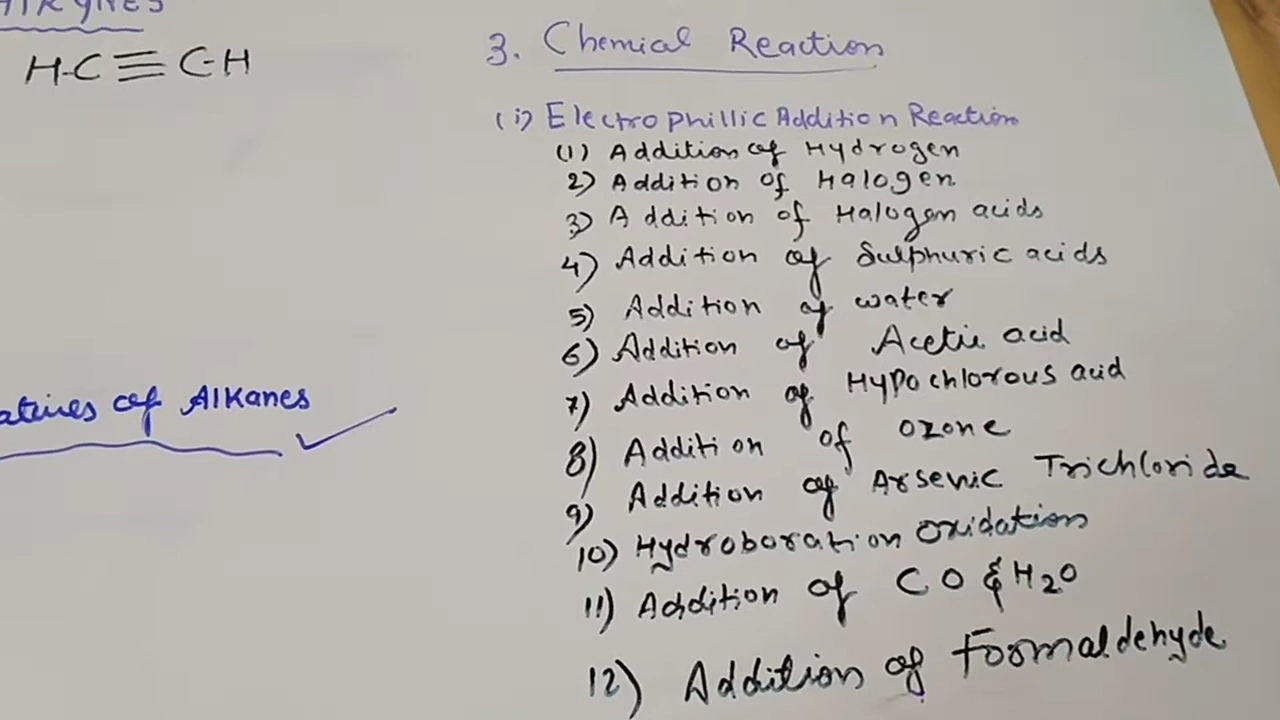 ALKYNES
H-C≡C-H
of Alkanes
3. Chemical Reaction
(i) Electrophillic Addition Reaction
(1) Addition of Hydrogen
2) Addition of Halogen
3) Addition of Halogen acids
4) Addition of Sulphuric acids
5) Addition of water
6) Addition of Acetic acid
7) Addition of Hypochlorous acid
8) Addition of ozone
9) Addition of Arsenic Trichloride
10) Hydroboration oxidation
11) Addition of CO & H2O
12) Addition of Formaldehyde